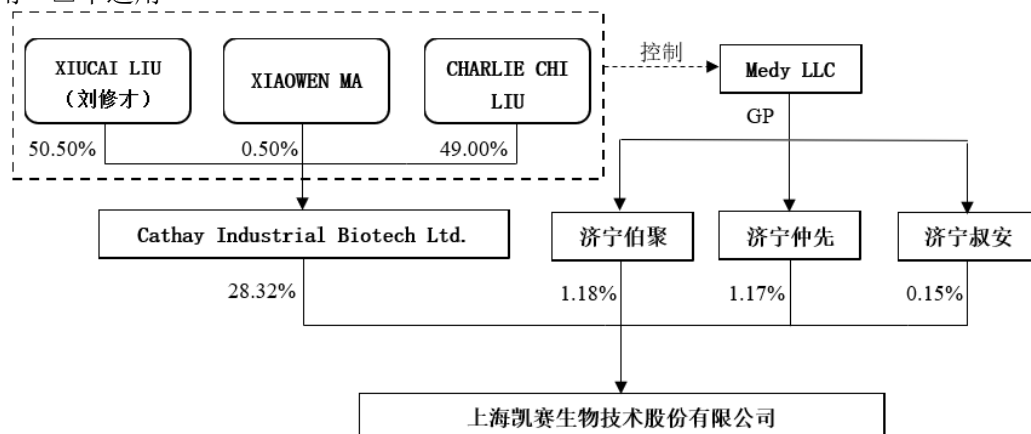 XIUCAI LIU
（刘修才）
XIAOWEN MA
CHARLIE CHI
LIU
控制
Medy LLC
GP
50.50%
0.50%
49.00%
Cathay Industrial Biotech Ltd.
济宁伯聚
济宁仲先
济宁叔安
28.32%
1.18%
1.17%
0.15%
上海凯赛生物技术股份有限公司